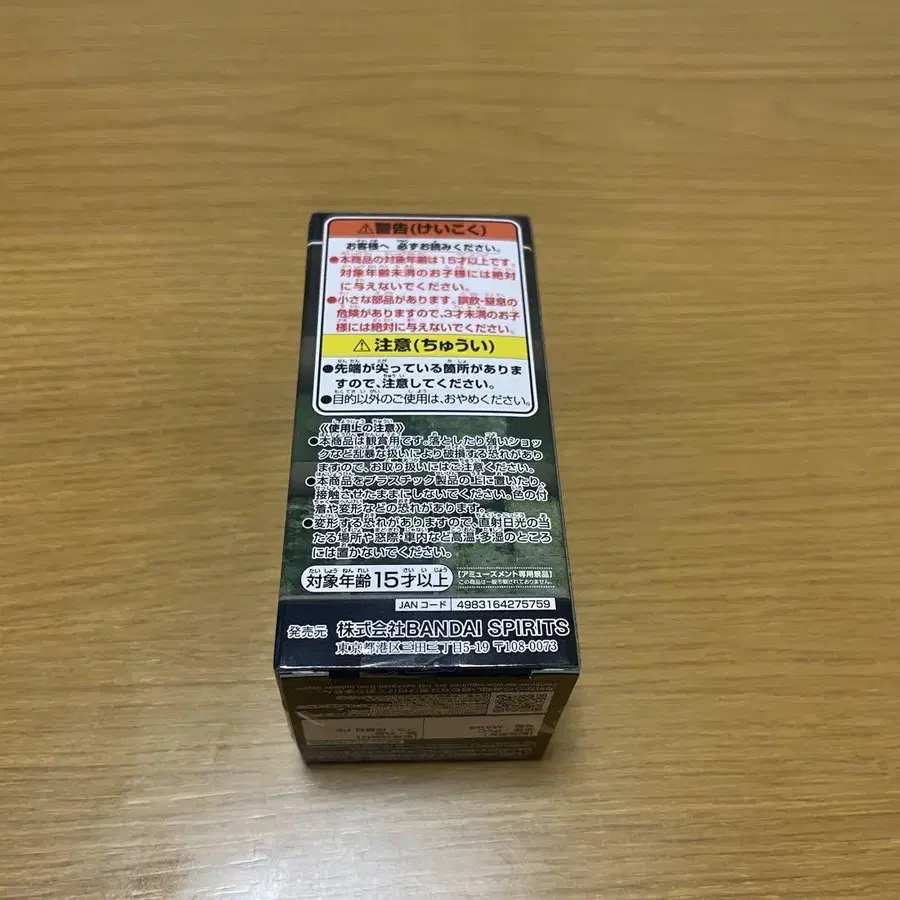 ⚠警告(けいこく)
お客様へ 必ずお読みください。
●本商品の対象年齢は15才以上です。
対象年齢未満のお子様には絶対
に与えないでください。
●小さな部品があります。誤飲・窒息の
危険がありますので、3才未満のお子
様には絶対に与えないでください。
⚠注意(ちゅうい)
●先端が尖っている箇所がありま
すので、注意してください。
●目的以外のご使用は、おやめください。
《使用上の注意》
●本商品は観賞用です。落としたり強いショッ
クなど乱暴な扱いにより破損する恐れがあり
ますので、お取り扱いにはご注意ください。
●本商品をプラスチック製品の上に置いたり、
接触させたままにしないでください。色の付
着や変形などの恐れがあります。
●変形する恐れがありますので、直射日光の当
たる場所や窓際・車内など高温・多湿のところ
には置かないでください。
対象年齢15才以上
[アミューズメント専用景品]
この商品は一般市販されておりません。
JANコード 4983164275759
発売元 株式会社BANDAI SPIRITS
東京都港区三田三丁目5-19 〒108-0073